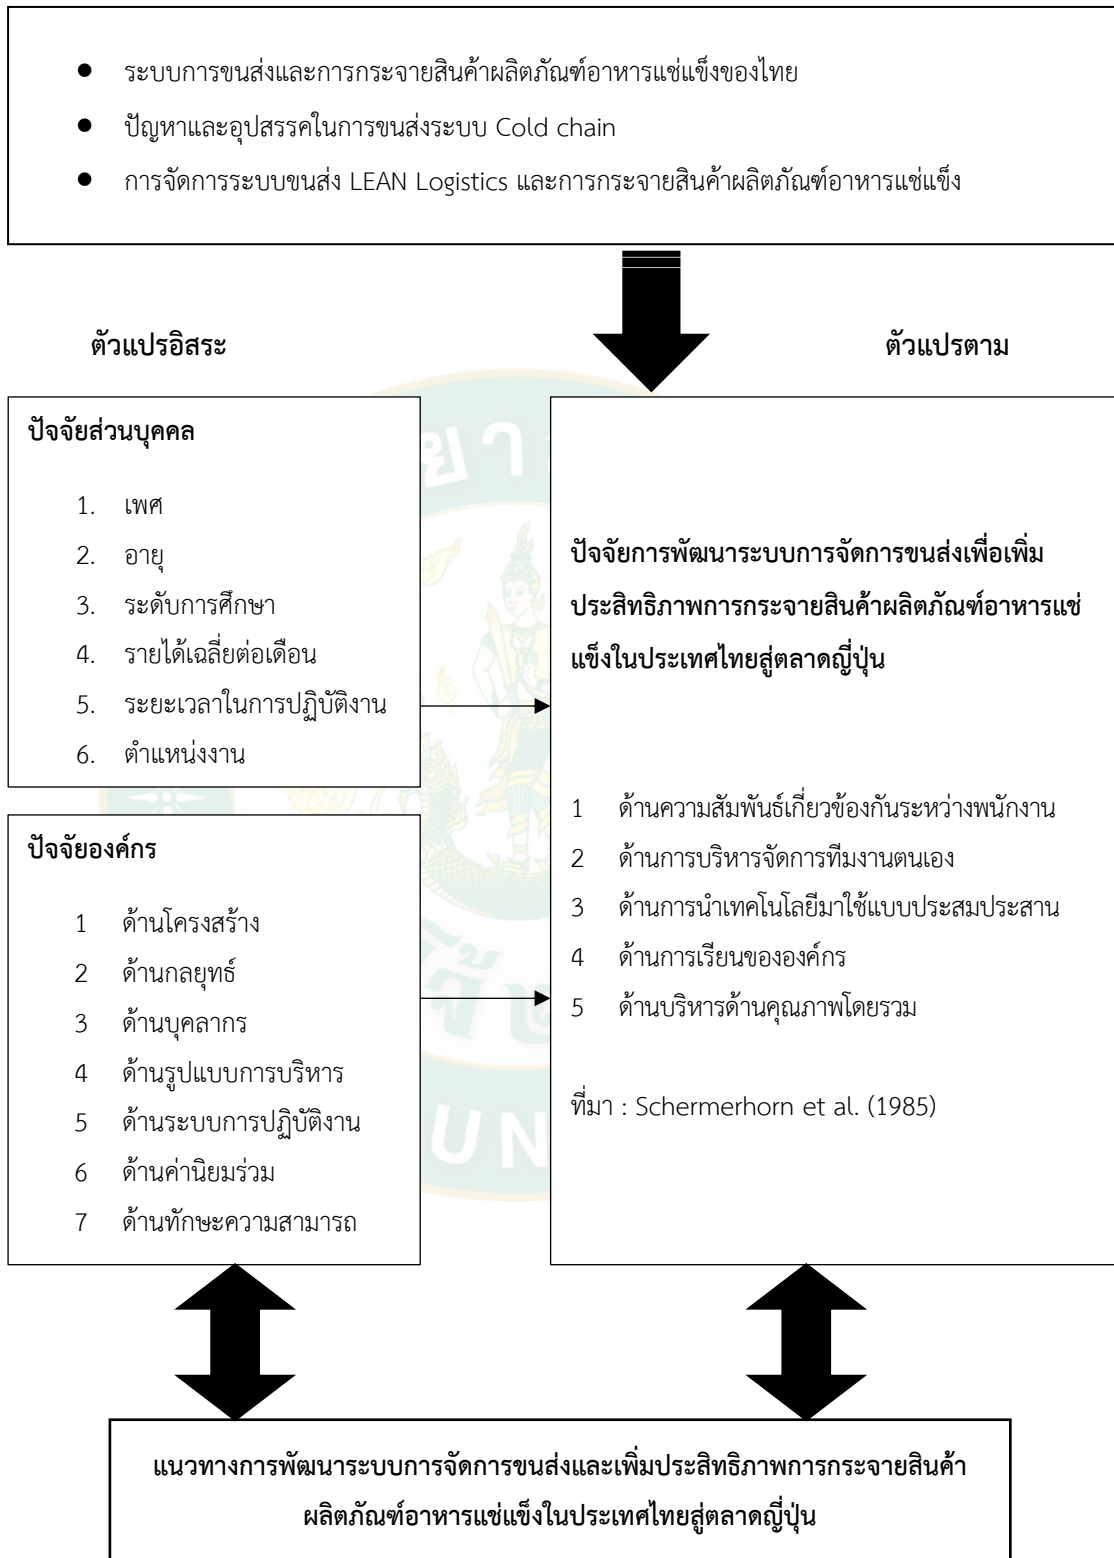 ● ระบบการขนส่งและการกระจายสินค้าผลิตภัณฑ์อาหารแช่แข็งของไทย
● ปัญหาและอุปสรรคในการขนส่งระบบ Cold chain
● การจัดการระบบขนส่ง LEAN Logistics และการกระจายสินค้าผลิตภัณฑ์อาหารแช่แข็ง
ตัวแปรอิสระ
ตัวแปรตาม
ปัจจัยส่วนบุคคล
1. เพศ
2. อายุ
3. ระดับการศึกษา
4. รายได้เฉลี่ยต่อเดือน
5. ระยะเวลาในการปฏิบัติงาน
6. ตำแหน่งงาน
ปัจจัยองค์กร
1 ด้านโครงสร้าง
2 ด้านกลยุทธ์
3 ด้านบุคลากร
4 ด้านรูปแบบการบริหาร
5 ด้านระบบการปฏิบัติงาน
6 ด้านค่านิยมร่วม
7 ด้านทักษะความสามารถ
ปัจจัยการพัฒนาระบบการจัดการขนส่งเพื่อเพิ่ม
ประสิทธิภาพการกระจายสินค้าผลิตภัณฑ์อาหารแช่
แข็งในประเทศไทยสู่ตลาดญี่ปุ่น
1 ด้านความสัมพันธ์เกี่ยวข้องกันระหว่างพนักงาน
2 ด้านการบริหารจัดการทีมงานตนเอง
3 ด้านการนำเทคโนโลยีมาใช้แบบประสมประสาน
4 ด้านการเรียนขององค์กร
5 ด้านบริหารด้านคุณภาพโดยรวม
ที่มา : Schermerhorn et al. (1985)
แนวทางการพัฒนาระบบการจัดการขนส่งและเพิ่มประสิทธิภาพการกระจายสินค้า
ผลิตภัณฑ์อาหารแช่แข็งในประเทศไทยสู่ตลาดญี่ปุ่น